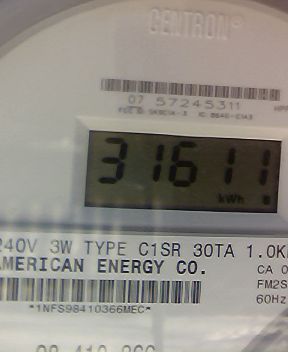 CENTRON®
07 57245311
31611
kWh
240V 3W TYPE C1SR 30TA 1.0K
AMERICAN ENERGY CO.
CA 0
FM2S
60Hz
*1NFS98410366MEC*